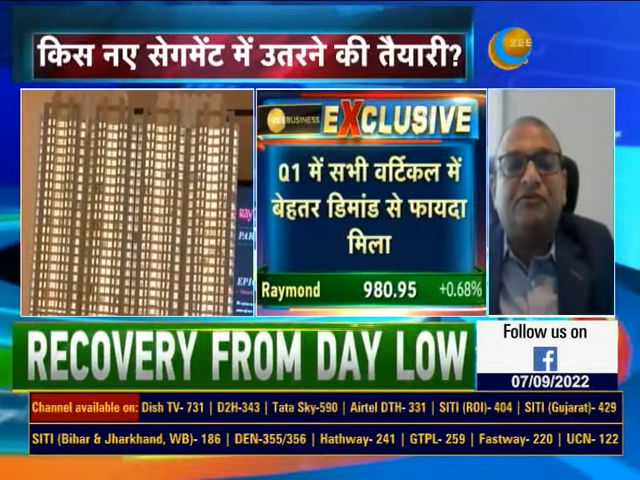 किस नए सेगमेंट में उतरने की तैयारी?
ZEE
ZEE BUSINESS
EXCLUSIVE
Q1 में सभी वर्टिकल में
बेहतर डिमांड से फायदा
मिला
Raymond 980.95 +0.68%
RECOVERY FROM DAY LOW
Follow us on
f
07/09/2022
Channel available on: Dish TV- 731 | D2H-343 | Tata Sky-590 | Airtel DTH- 331 | SITI (ROI)- 404 | SITI (Gujarat)- 429
SITI (Bihar & Jharkhand, WB)- 186 | DEN-355/356 | Hathway- 241 | GTPL- 259 | Fastway- 220 | UCN- 122